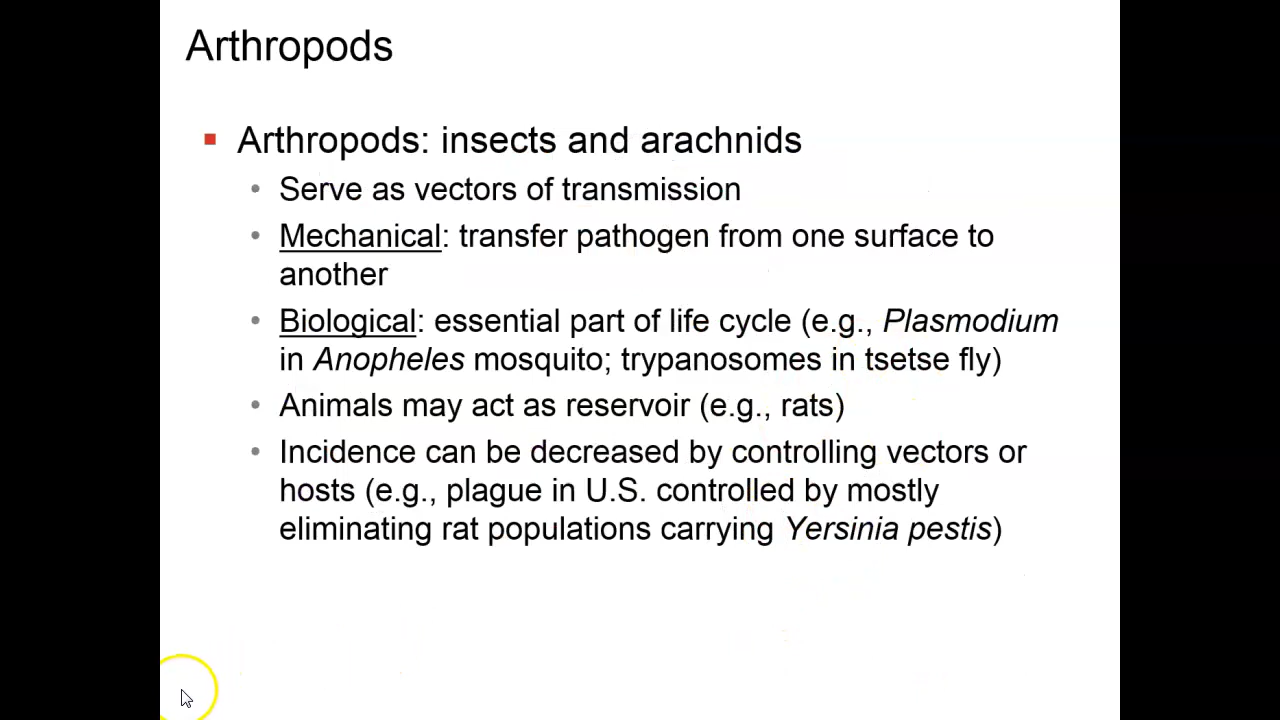 Arthropods
Arthropods: insects and arachnids
Serve as vectors of transmission
Mechanical: transfer pathogen from one surface to
another
Biological: essential part of life cycle (e.g., Plasmodium
in Anopheles mosquito; trypanosomes in tsetse fly)
Animals may act as reservoir (e.g., rats)
Incidence can be decreased by controlling vectors or
hosts (e.g., plague in U.S. controlled by mostly
eliminating rat populations carrying Yersinia pestis)